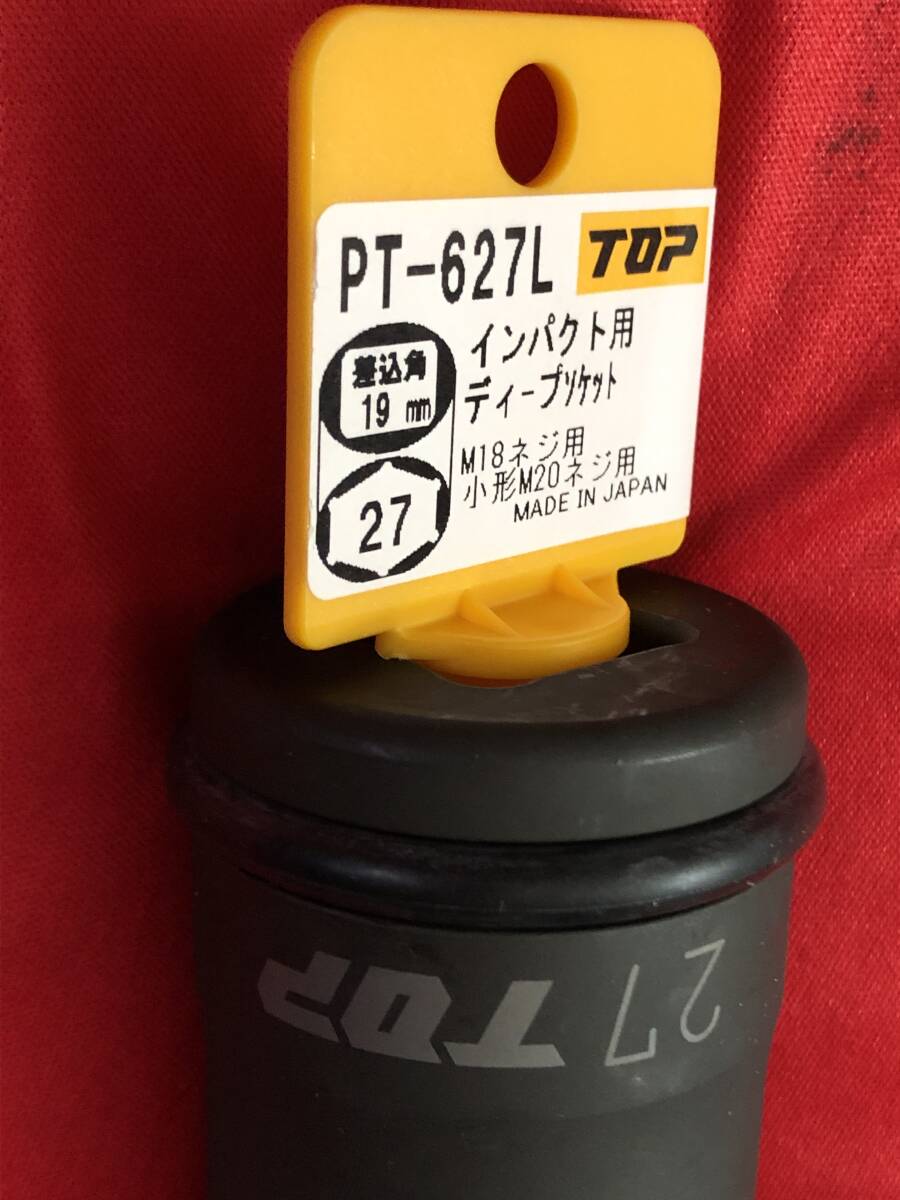 PT-627L TOP
差込角
19 mm
27
インパクト用
ディープソケット
M18ネジ用
小形M20ネジ用
MADE IN JAPAN
27 TOP